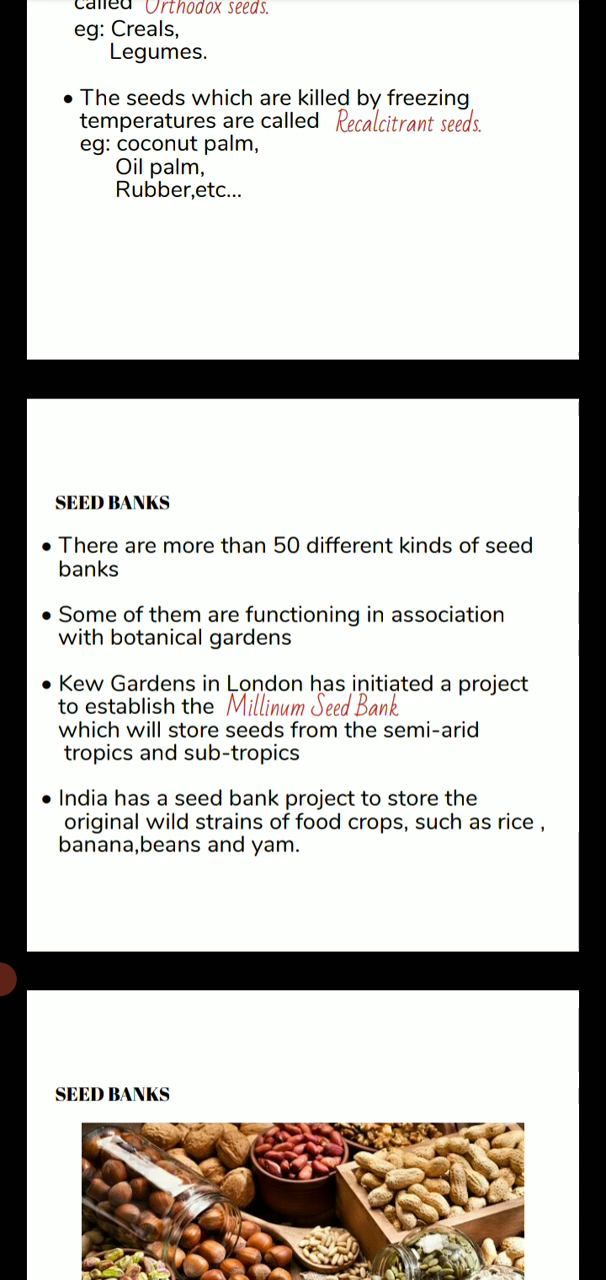 called Orthodox seeds.
eg: Creals,
Legumes.
• The seeds which are killed by freezing
temperatures are called Recalcitrant seeds.
eg: coconut palm,
Oil palm,
Rubber,etc...
SEED BANKS
• There are more than 50 different kinds of seed
banks
• Some of them are functioning in association
with botanical gardens
• Kew Gardens in London has initiated a project
to establish the Millinum Seed Bank
which will store seeds from the semi-arid
tropics and sub-tropics
• India has a seed bank project to store the
original wild strains of food crops, such as rice ,
banana,beans and yam.
SEED BANKS